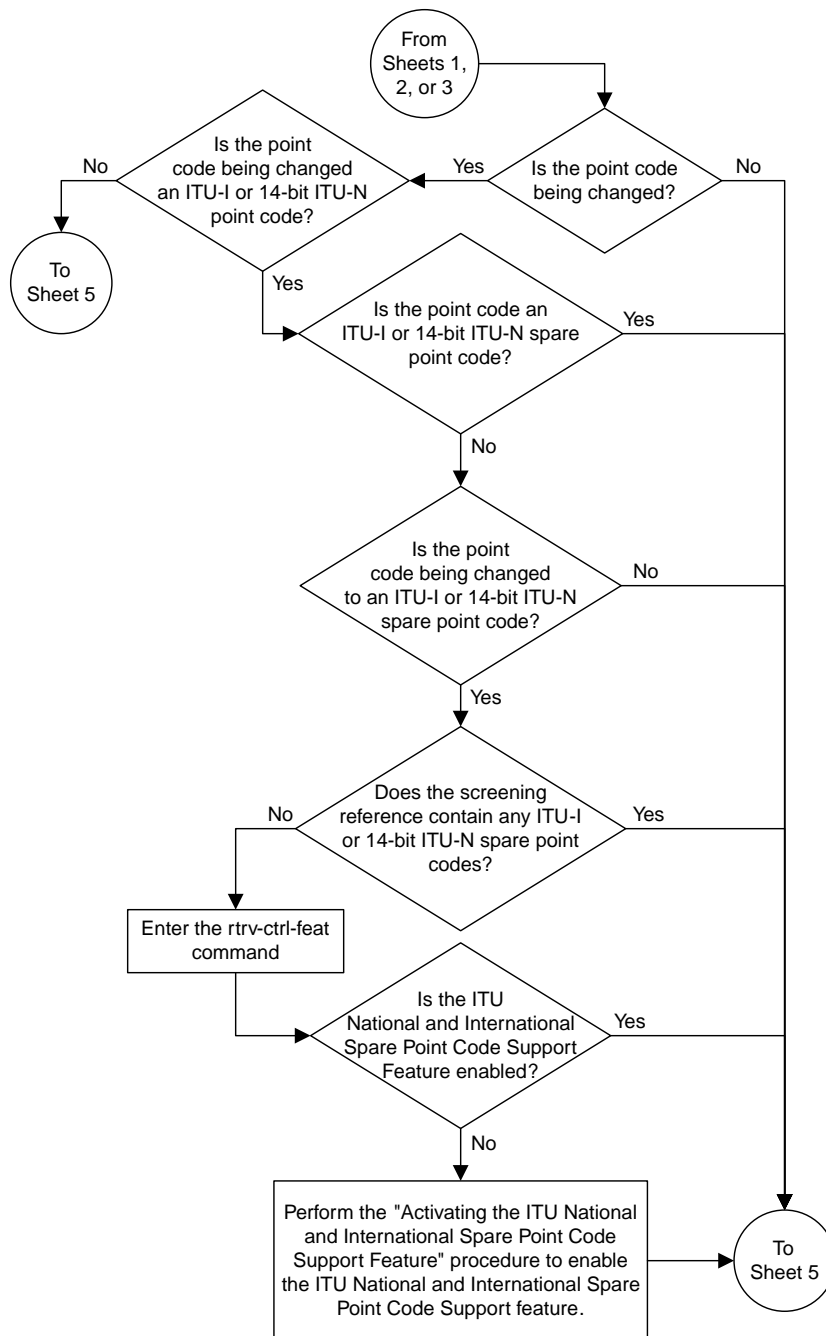 From
Sheets 1,
2, or 3
Is the point code
being changed?
Yes
No
Is the point
code being changed
an ITU-I or 14-bit ITU-N
point code?
No
To
Sheet 5
Yes
Is the point code an
ITU-I or 14-bit ITU-N spare
point code?
Yes
No
Is the point
code being changed
to an ITU-I or 14-bit ITU-N
spare point code?
No
Yes
Does the screening
reference contain any ITU-I
or 14-bit ITU-N spare point
codes?
No
Yes
Enter the rtrv-ctrl-feat
command
Is the ITU
National and International
Spare Point Code Support
Feature enabled?
Yes
No
Perform the "Activating the ITU National
and International Spare Point Code
Support Feature" procedure to enable
the ITU National and International Spare
Point Code Support feature.
To
Sheet 5